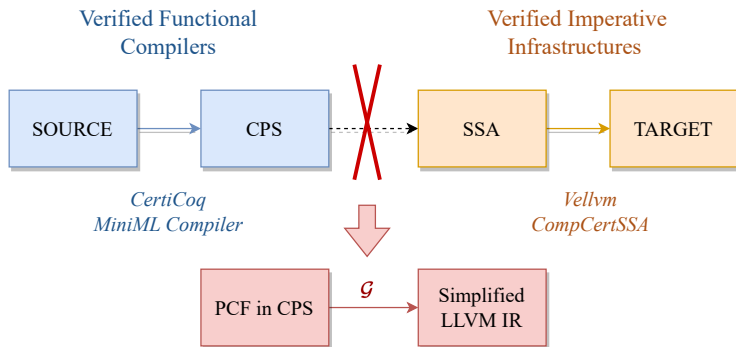 Verified Functional
Compilers
Verified Imperative
Infrastructures
SOURCE
CPS
SSA
TARGET
CertiCoq
MiniML Compiler
Vellvm
CompCertSSA
PCF in CPS
𝒢
Simplified
LLVM IR